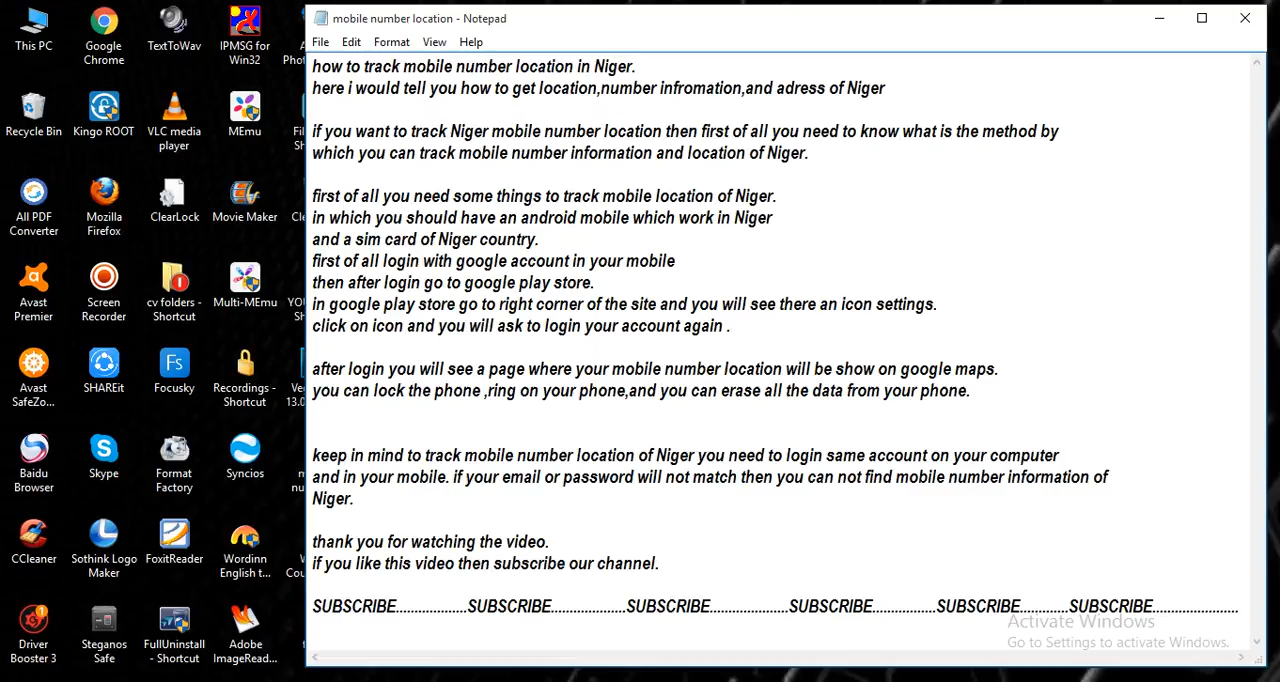 mobile number location - Notepad
File Edit Format View Help
how to track mobile number location in Niger.
here i would tell you how to get location,number infromation,and adress of Niger
if you want to track Niger mobile number location then first of all you need to know what is the method by
which you can track mobile number information and location of Niger.
first of all you need some things to track mobile location of Niger.
in which you should have an android mobile which work in Niger
and a sim card of Niger country.
first of all login with google account in your mobile
then after login go to google play store.
in google play store go to right corner of the site and you will see there an icon settings.
click on icon and you will ask to login your account again .
after login you will see a page where your mobile number location will be show on google maps.
you can lock the phone ,ring on your phone,and you can erase all the data from your phone.
keep in mind to track mobile number location of Niger you need to login same account on your computer
and in your mobile. if your email or password will not match then you can not find mobile number information of
Niger.
thank you for watching the video.
if you like this video then subscribe our channel.
SUBSCRIBE.................SUBSCRIBE.................SUBSCRIBE.................SUBSCRIBE..............SUBSCRIBE...........SUBSCRIBE...................
Activate Windows
Go to Settings to activate Windows.
This PC
Google
Chrome
TextToWav
IPMSG for
Win32
Recycle Bin
Kingo ROOT
VLC media
player
MEmu
All PDF
Converter
Mozilla
Firefox
ClearLock
Movie Maker
Avast
Premier
Screen
Recorder
cv folders -
Shortcut
Multi-MEmu
Avast
SafeZo...
SHAREit
Fs
Focusky
Recordings -
Shortcut
Baidu
Browser
Skype
Format
Factory
Syncios
CCleaner
Sothink Logo
Maker
FoxitReader
Wordinn
English t...
Driver
Booster 3
Steganos
Safe
FullUninstall
- Shortcut
Adobe
ImageRead...